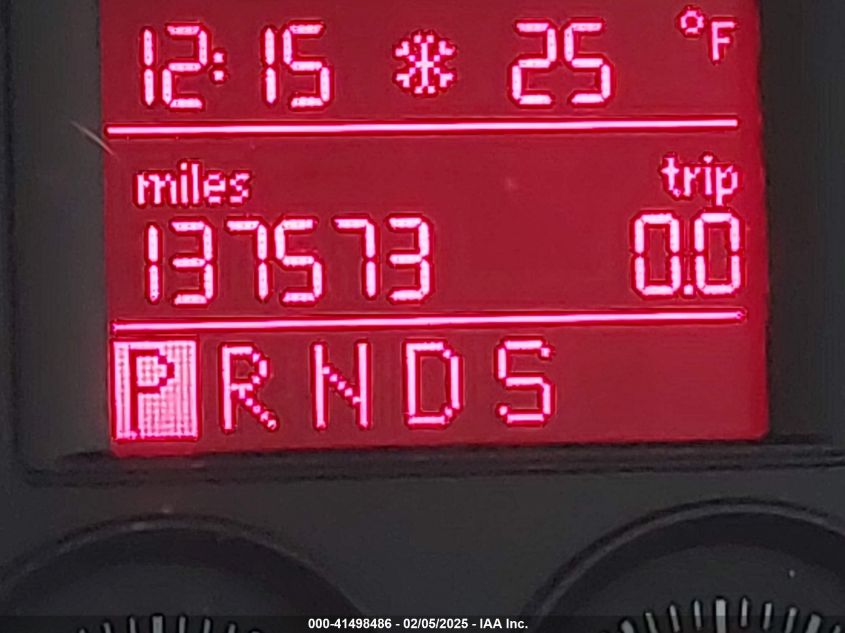 12:15 25 °F
miles trip
137573 0.0
P R N D S
000-41498486 - 02/05/2025 - IAA Inc.